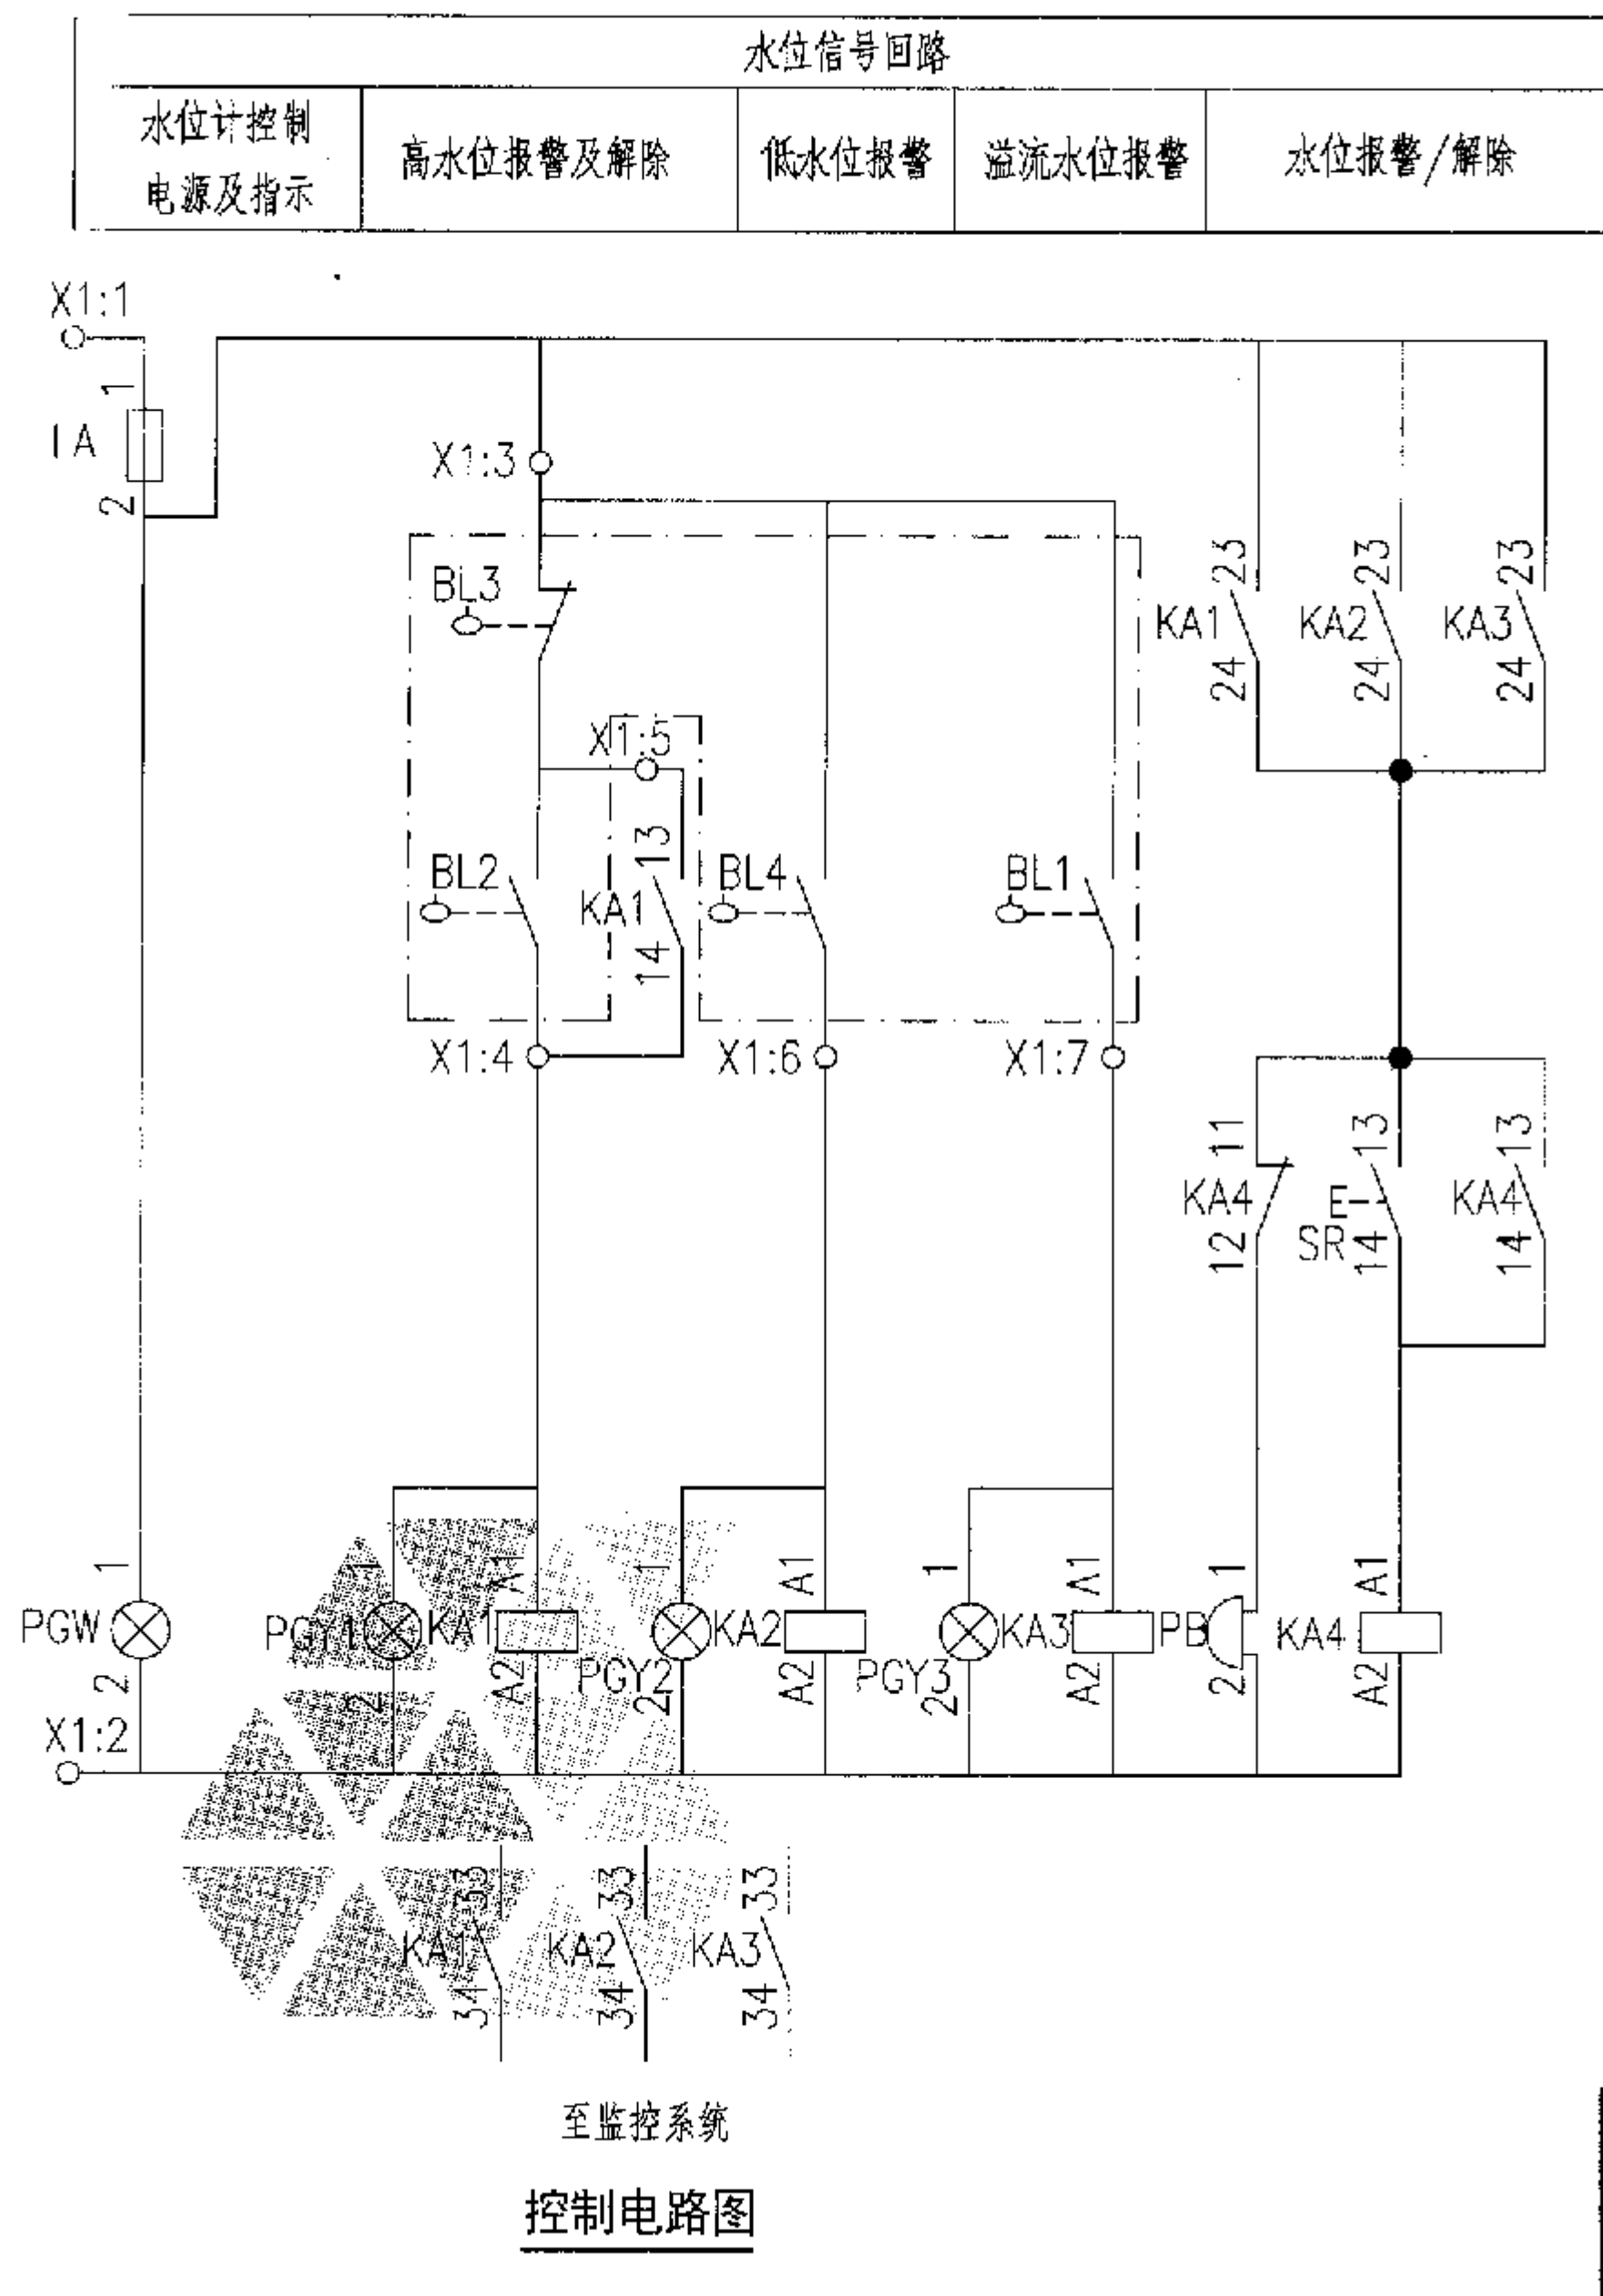 水位信号回路
水位计控制
电源及指示
高水位报警及解除
低水位报警
溢流水位报警
水位报警/解除
X1:1
1
1A
2
X1:3
BL3
23
23
23
KA1
KA2
KA3
24
24
24
X1:5
13
BL2
KA1
BL4
BL1
14
X1:4
X1:6
X1:7
11
13
13
KA4
E
KA4
12
SR
14
14
1
1
A1
1
A1
1
A1
1
A1
PGW
PGY1
KA1
KA2
KA3
PB
KA4
PGY2
PGY3
2
2
A2
2
A2
2
A2
2
A2
X1:2
33
33
33
KA1
KA2
KA3
34
34
34
至监控系统
控制电路图